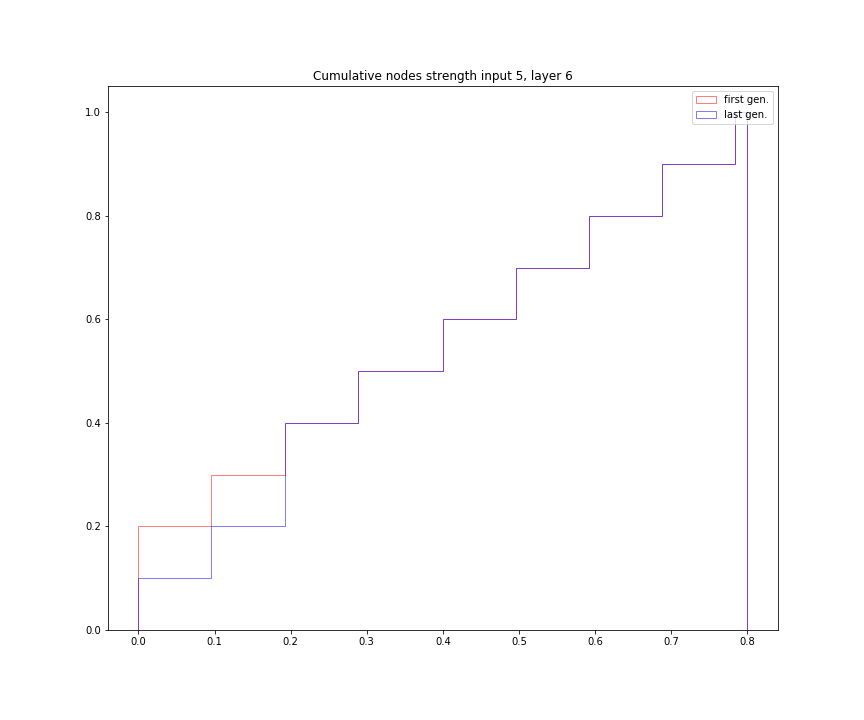 Cumulative nodes strength input 5, layer 6
first gen.
last gen.
1.0
0.8
0.6
0.4
0.2
0.0
0.0 0.1 0.2 0.3 0.4 0.5 0.6 0.7 0.8